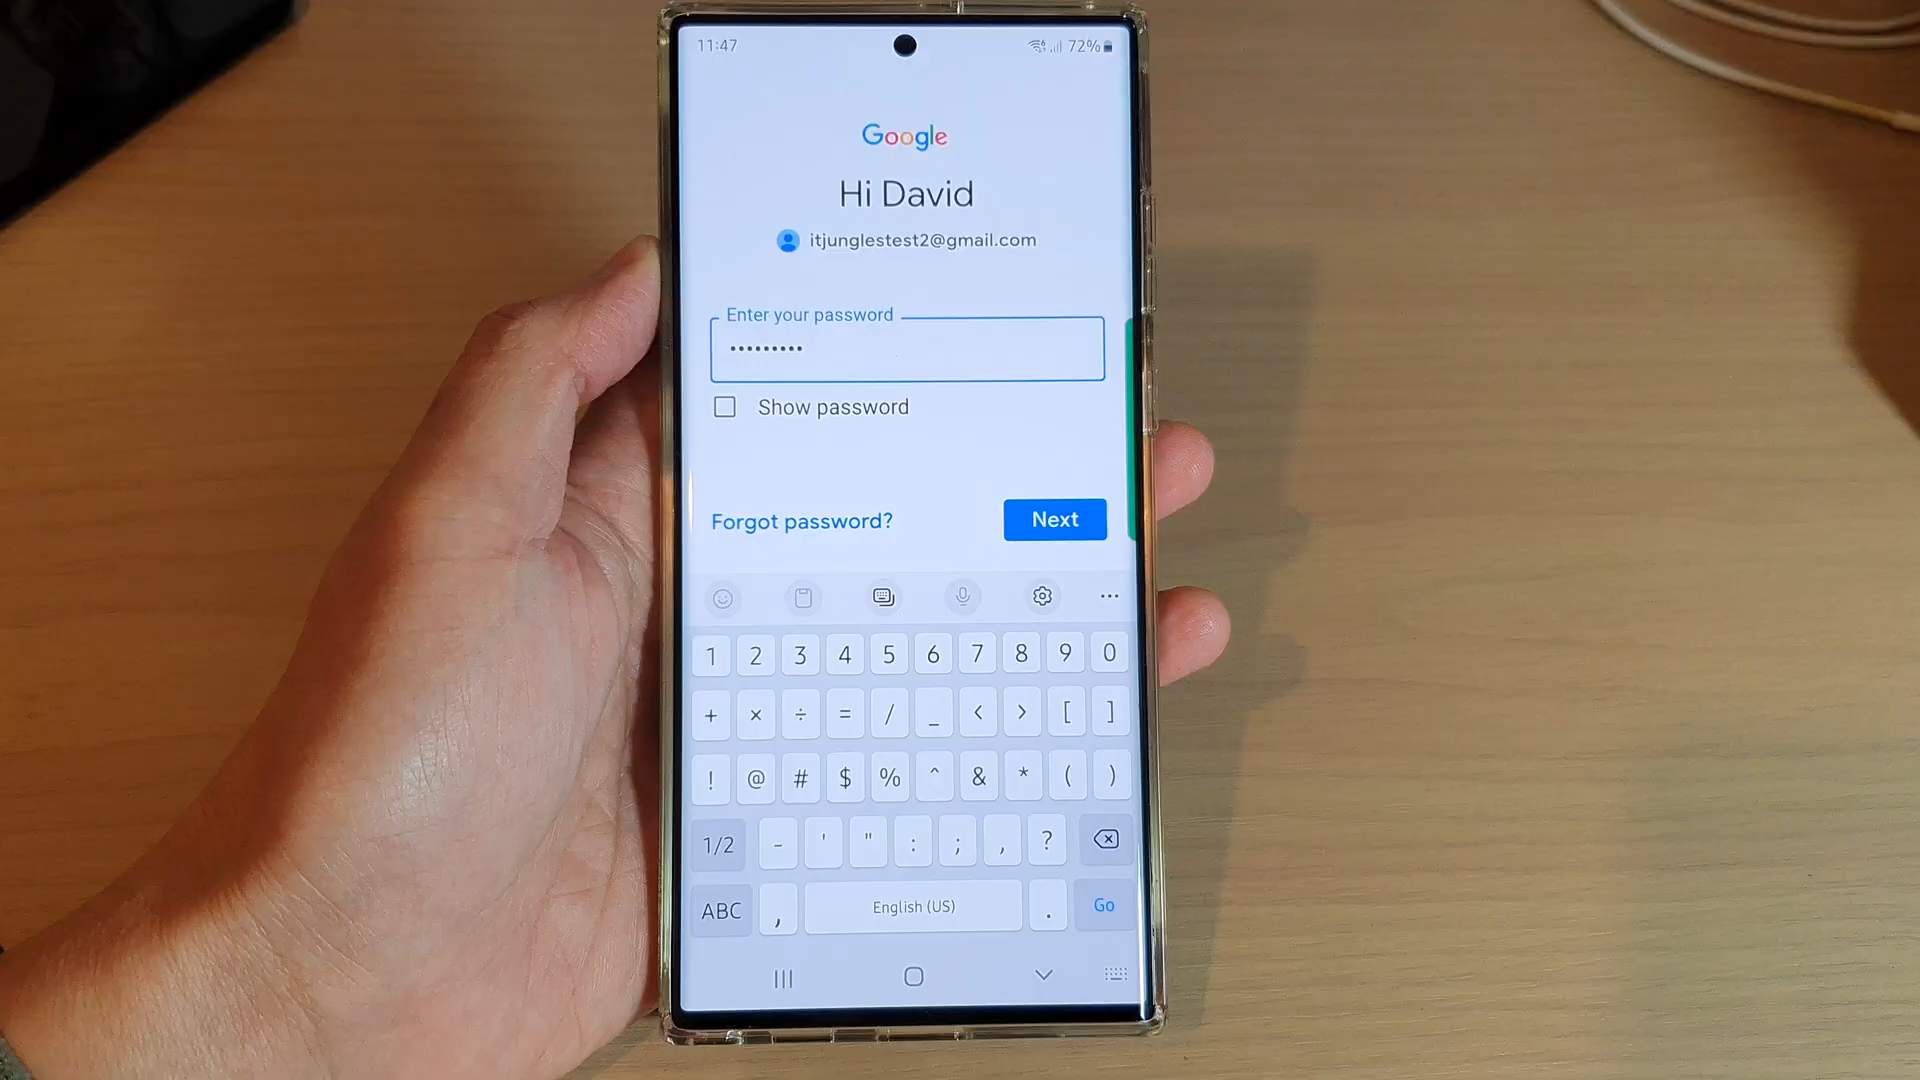 11:47 72%
Google
Hi David
itjunglestest2@gmail.com
Enter your password
•••••••••
Show password
Forgot password? Next
1 2 3 4 5 6 7 8 9 0
+ × ÷ = / _ < > [ ]
! @ # $ % ^ & * ( )
1/2 - ' " : ; , ?
ABC , English (US) . Go